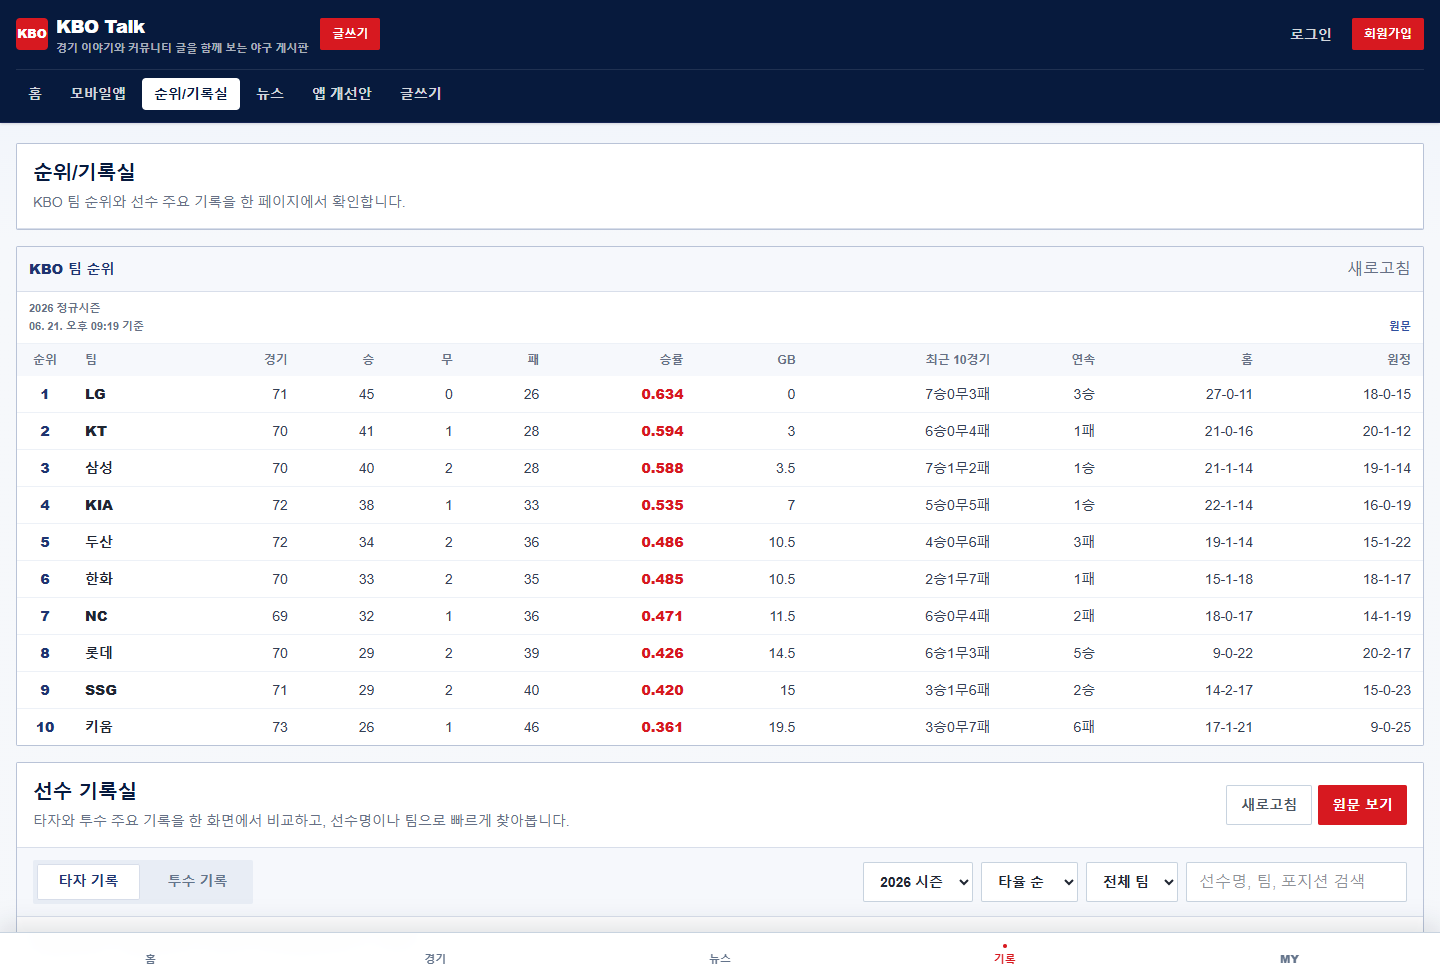 KBO KBO Talk 글쓰기 로그인 회원가입
경기 이야기와 커뮤니티 글을 함께 보는 야구 게시판
홈 모바일앱 순위/기록실 뉴스 앱 개선안 글쓰기
순위/기록실
KBO 팀 순위와 선수 주요 기록을 한 페이지에서 확인합니다.
KBO 팀 순위 새로고침
2026 정규시즌
06. 21. 오후 09:19 기준 원문
순위 팀 경기 승 무 패 승률 GB 최근 10경기 연속 홈 원정
1 LG 71 45 0 26 0.634 0 7승0무3패 3승 27-0-11 18-0-15
2 KT 70 41 1 28 0.594 3 6승0무4패 1패 21-0-16 20-1-12
3 삼성 70 40 2 28 0.588 3.5 7승1무2패 1승 21-1-14 19-1-14
4 KIA 72 38 1 33 0.535 7 5승0무5패 1승 22-1-14 16-0-19
5 두산 72 34 2 36 0.486 10.5 4승0무6패 3패 19-1-14 15-1-22
6 한화 70 33 2 35 0.485 10.5 2승1무7패 1패 15-1-18 18-1-17
7 NC 69 32 1 36 0.471 11.5 6승0무4패 2패 18-0-17 14-1-19
8 롯데 70 29 2 39 0.426 14.5 6승1무3패 5승 9-0-22 20-2-17
9 SSG 71 29 2 40 0.420 15 3승1무6패 2승 14-2-17 15-0-23
10 키움 73 26 1 46 0.361 19.5 3승0무7패 6패 17-1-21 9-0-25
선수 기록실
타자와 투수 주요 기록을 한 화면에서 비교하고, 선수명이나 팀으로 빠르게 찾아봅니다.
새로고침 원문 보기
타자 기록 투수 기록 2026 시즌 타율 순 전체 팀 선수명, 팀, 포지션 검색
홈 경기 뉴스 기록 MY